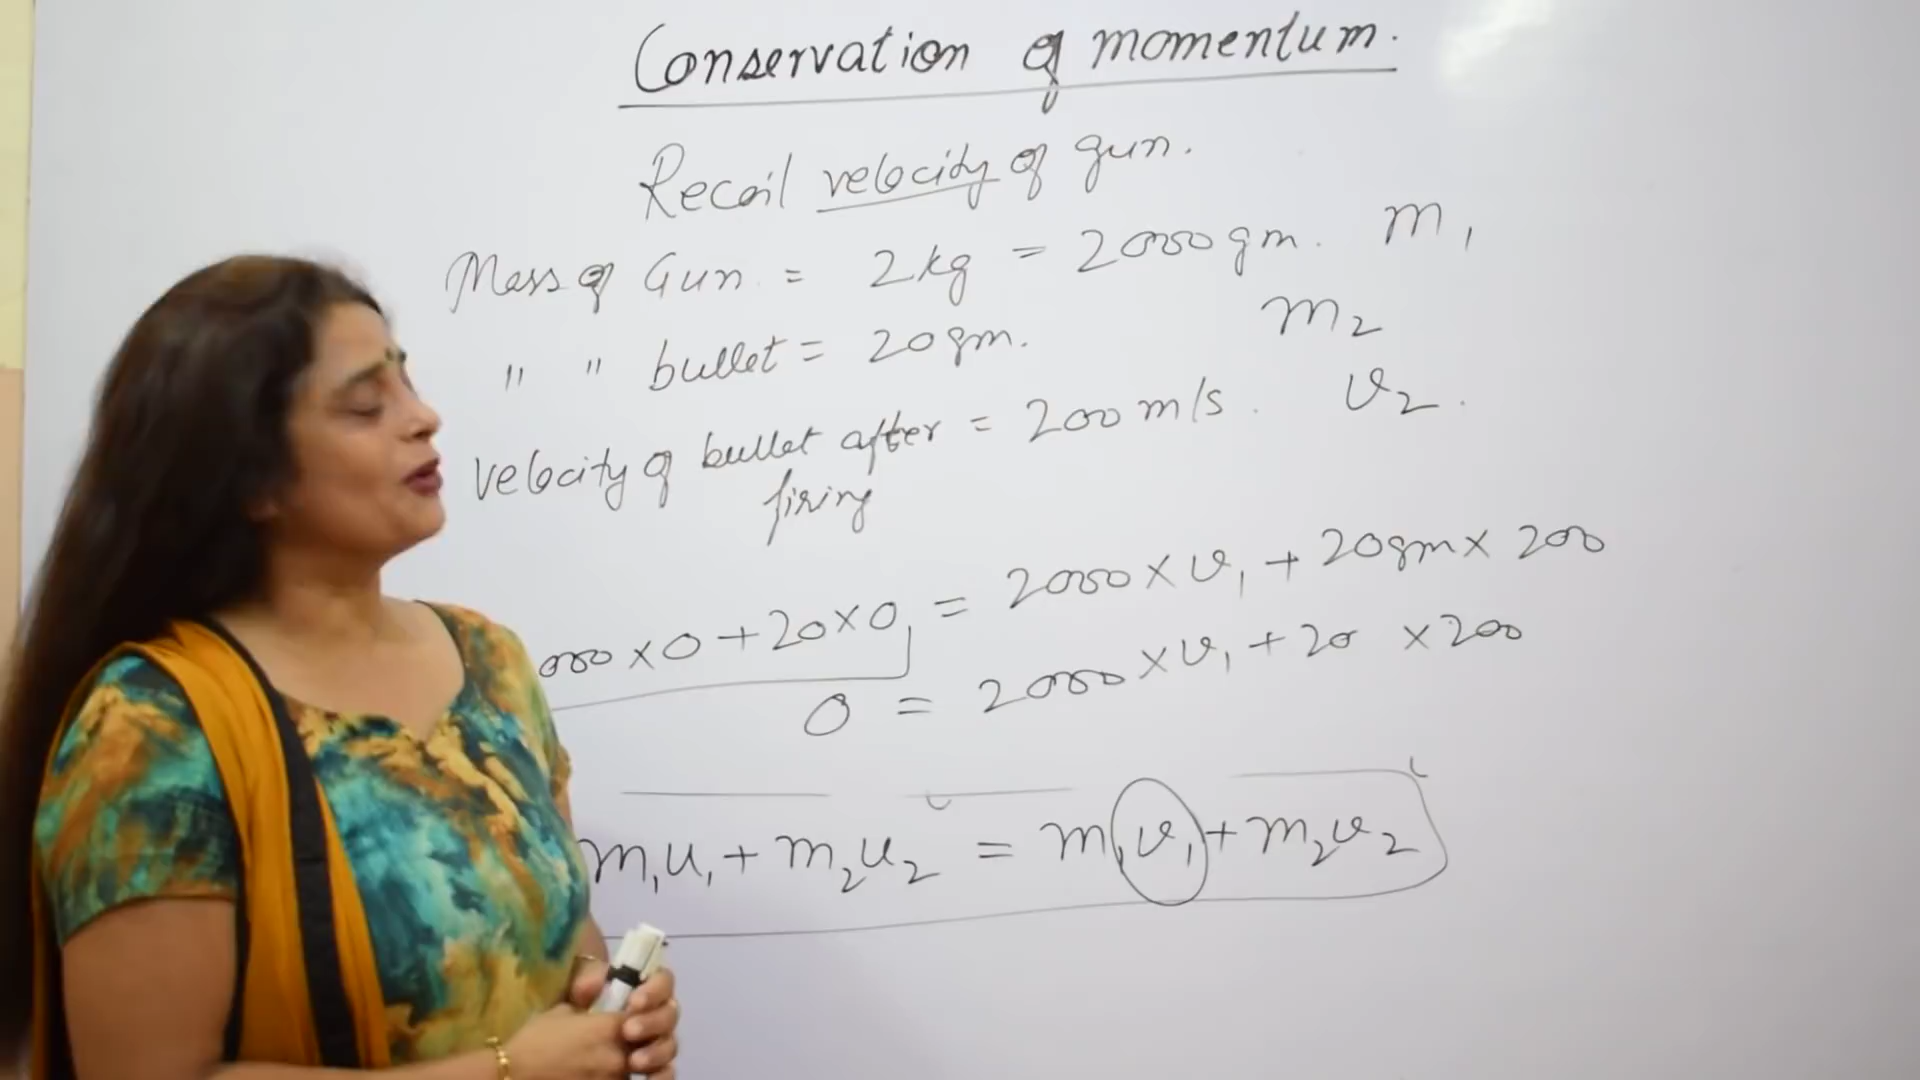 Conservation of momentum.
Recoil velocity of gun.
Mass of Gun = 2kg = 2000 gm. m1
" " bullet = 20 gm. m2
velocity of bullet after = 200 m/s. v2.
firing
000 × 0 + 20 × 0 = 2000 × v1 + 20gm × 200
0 = 2000 × v1 + 20 × 200
m1u1 + m2u2 = m1v1 + m2v2